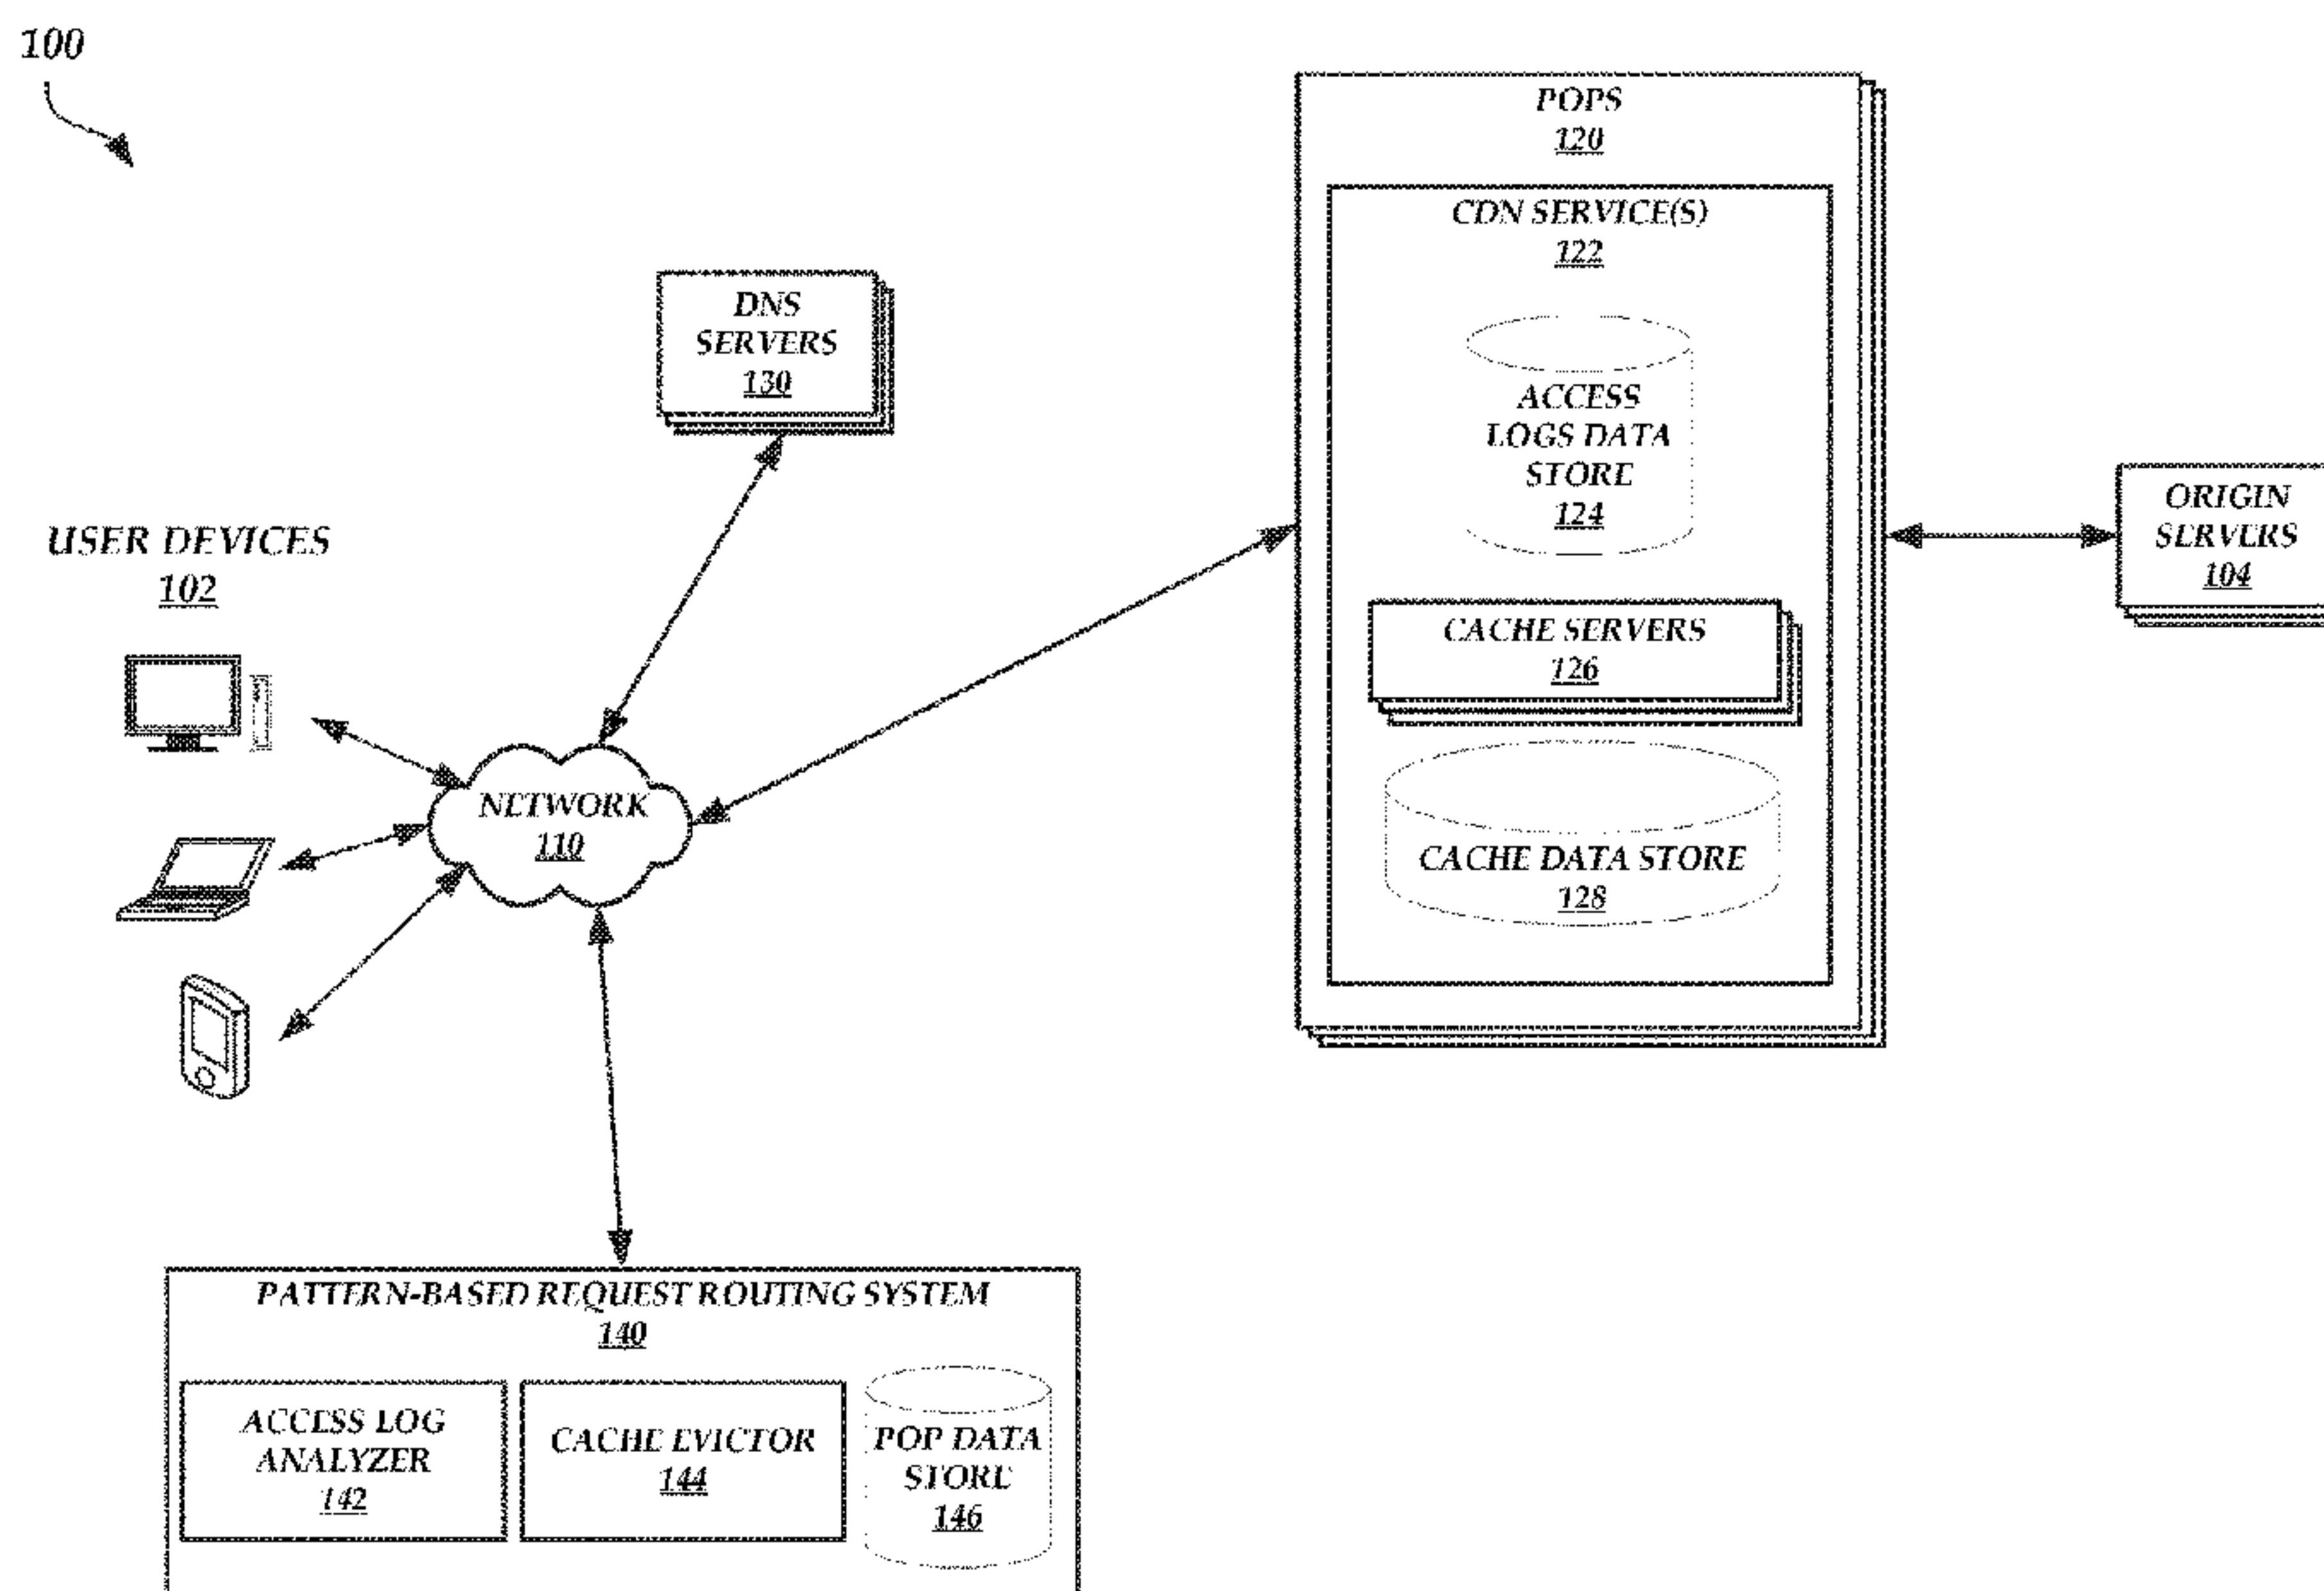 100
POPS
120
CDN SERVICE(S)
122
ACCESS
LOGS DATA
STORE
124
CACHE SERVERS
126
CACHE DATA STORE
128
DNS
SERVERS
130
ORIGIN
SERVERS
104
USER DEVICES
102
NETWORK
110
PATTERN-BASED REQUEST ROUTING SYSTEM
140
ACCESS LOG
ANALYZER
142
CACHE EVICTOR
144
POP DATA
STORE
146